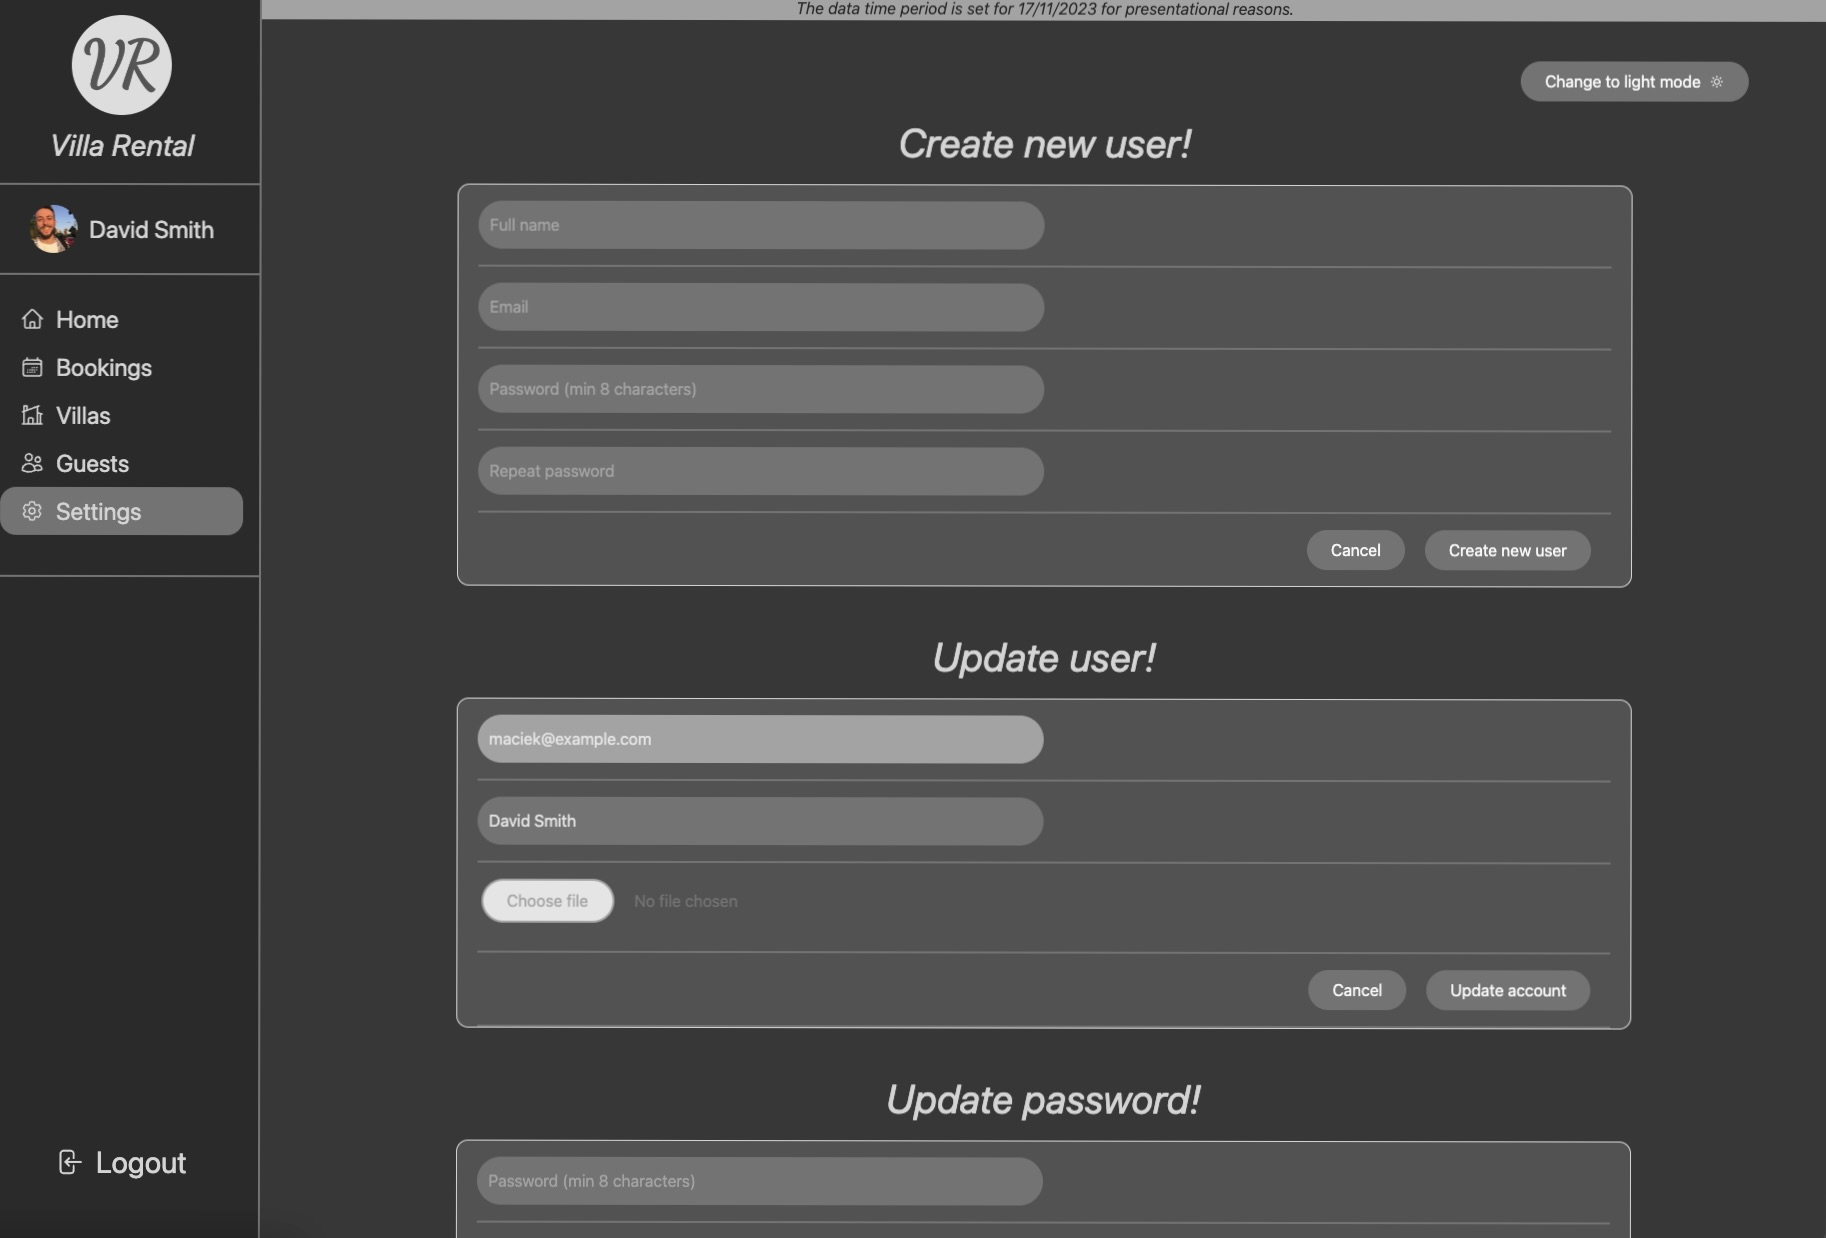 The data time period is set for 17/11/2023 for presentational reasons.
VR
Villa Rental
David Smith
Home
Bookings
Villas
Guests
Settings
Logout
Change to light mode
Create new user!
Full name
Email
Password (min 8 characters)
Repeat password
Cancel
Create new user
Update user!
maciek@example.com
David Smith
Choose file
No file chosen
Cancel
Update account
Update password!
Password (min 8 characters)